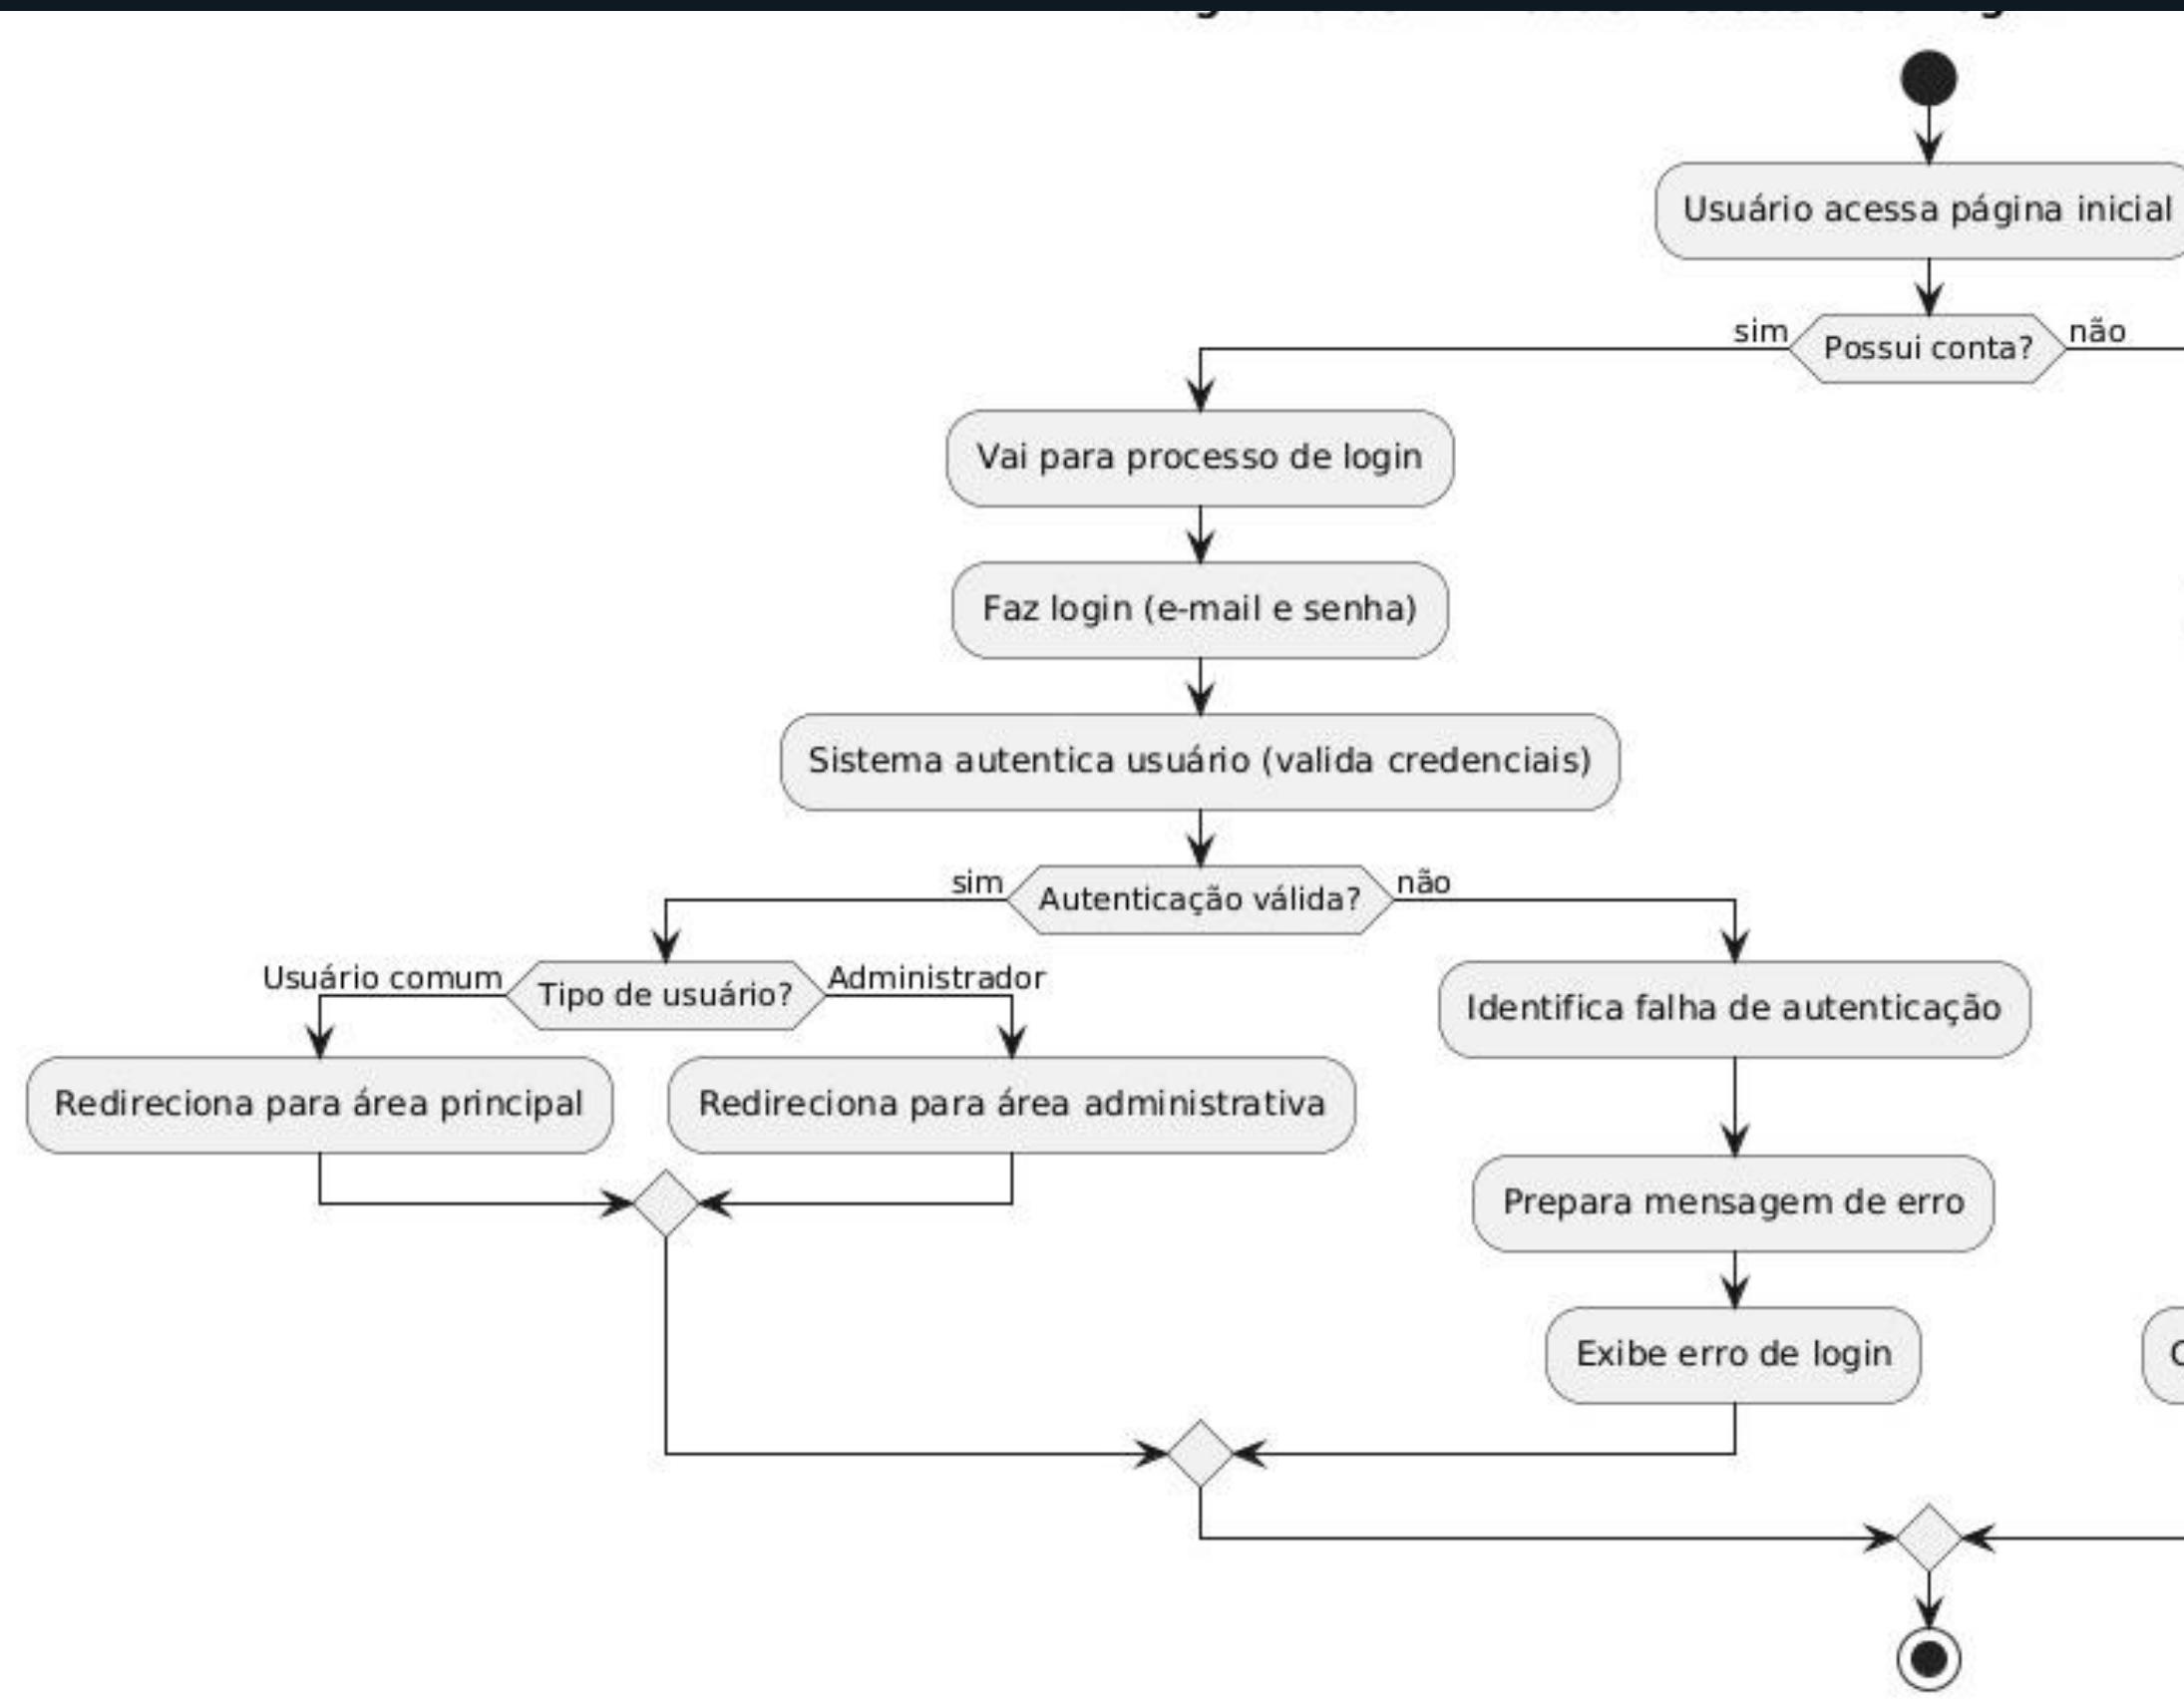 Usuário acessa página inicial
sim
Possui conta?
não
Vai para processo de login
Faz login (e-mail e senha)
Sistema autentica usuário (valida credenciais)
sim
Autenticação válida?
não
Usuário comum
Tipo de usuário?
Administrador
Identifica falha de autenticação
Redireciona para área principal
Redireciona para área administrativa
Prepara mensagem de erro
Exibe erro de login